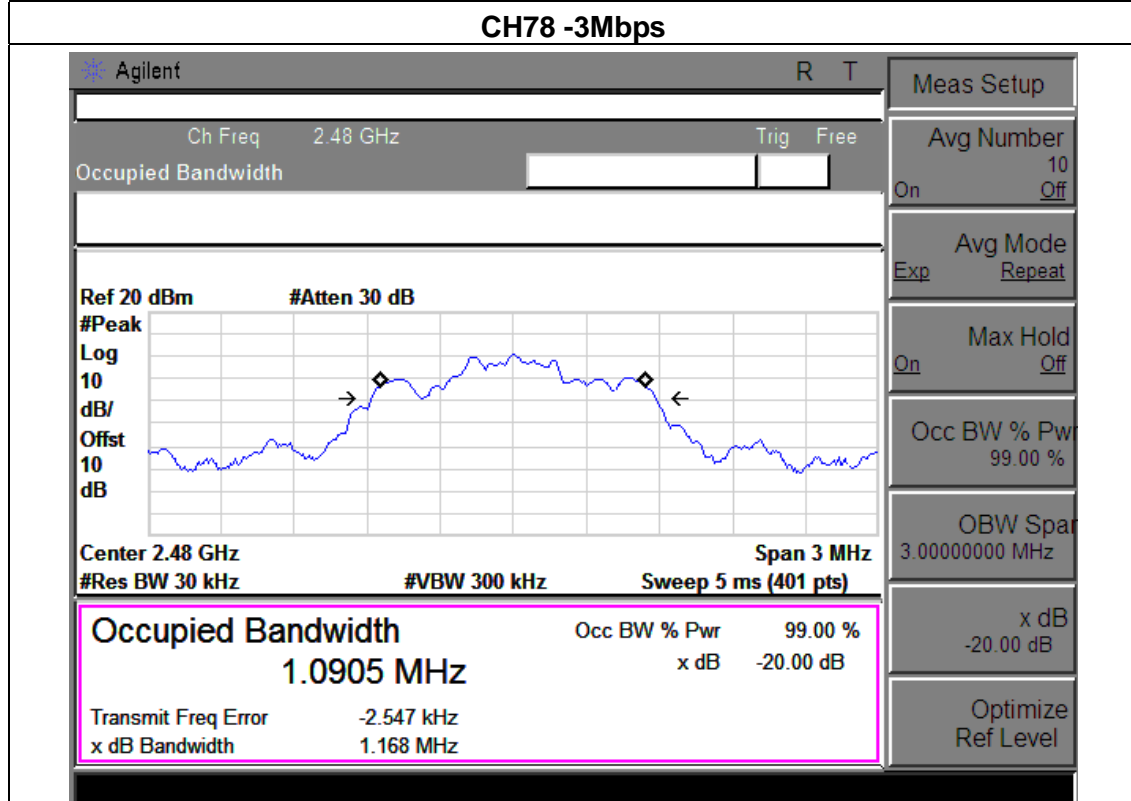 CH78 -3Mbps
Agilent R T
Ch Freq 2.48 GHz Trig Free
Occupied Bandwidth
Ref 20 dBm #Atten 30 dB
#Peak
Log
10
dB/
Offst
10
dB
Center 2.48 GHz Span 3 MHz
#Res BW 30 kHz #VBW 300 kHz Sweep 5 ms (401 pts)
Occupied Bandwidth
1.0905 MHz
Occ BW % Pwr 99.00 %
x dB -20.00 dB
Transmit Freq Error -2.547 kHz
x dB Bandwidth 1.168 MHz
Meas Setup
Avg Number
10
On Off
Avg Mode
Exp Repeat
Max Hold
On Off
Occ BW % Pwr
99.00 %
OBW Spar
3.00000000 MHz
x dB
-20.00 dB
Optimize
Ref Level